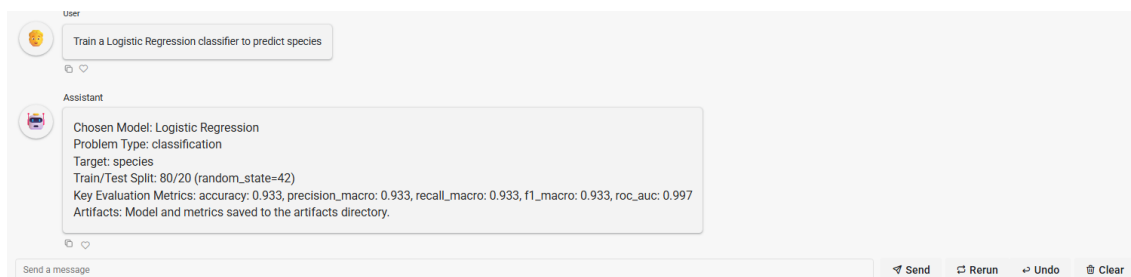 User
Train a Logistic Regression classifier to predict species
Assistant
Chosen Model: Logistic Regression
Problem Type: classification
Target: species
Train/Test Split: 80/20 (random_state=42)
Key Evaluation Metrics: accuracy: 0.933, precision_macro: 0.933, recall_macro: 0.933, f1_macro: 0.933, roc_auc: 0.997
Artifacts: Model and metrics saved to the artifacts directory.
Send a message
Send Rerun Undo Clear